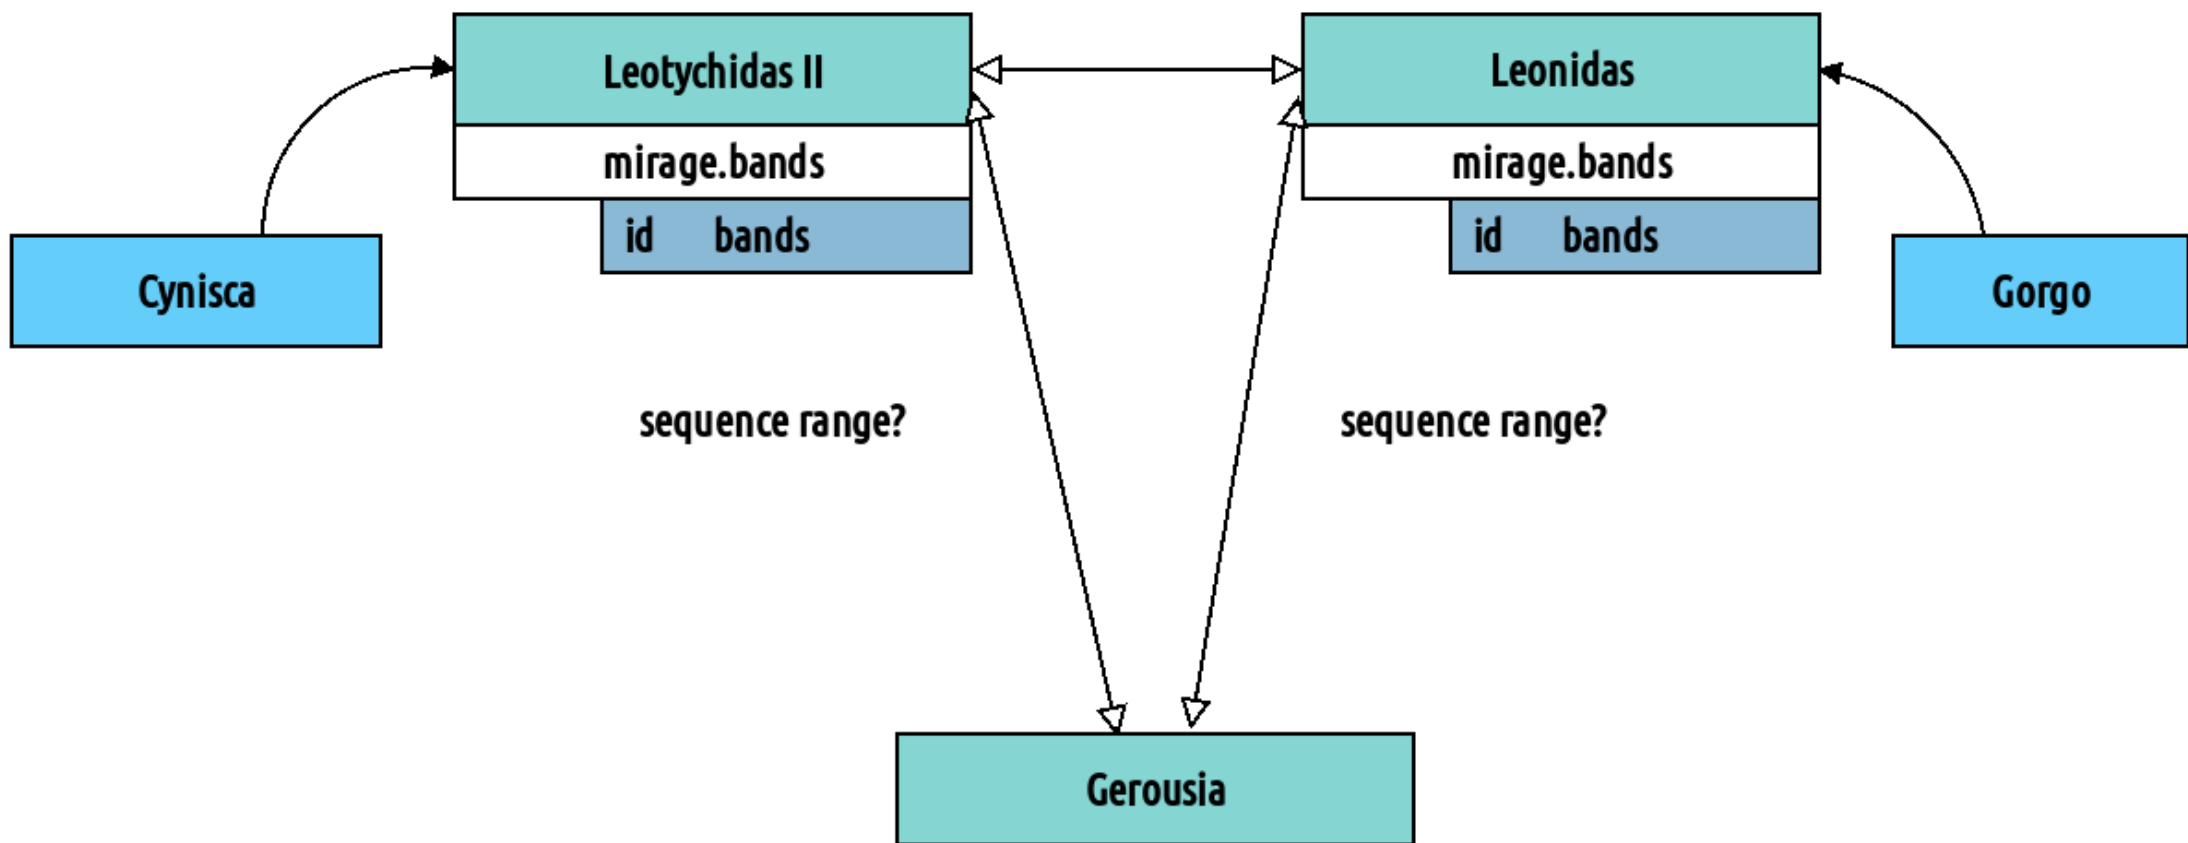 Leotychidas II
mirage.bands
id bands
Leonidas
mirage.bands
id bands
Cynisca
Gorgo
sequence range?
sequence range?
Gerousia